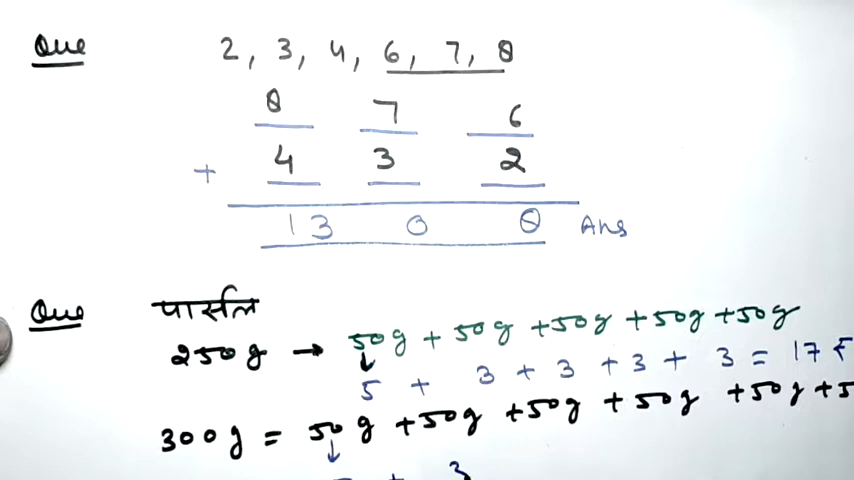 Que 2, 3, 4, 6, 7, 8
8 7 6
+ 4 3 2
13 0 8 Ans
Que पार्सल
250g → 50g + 50g + 50g + 50g + 50g
5 + 3 + 3 + 3 + 3 = 17 ₹
300g = 50g + 50g + 50g + 50g + 50g +
+ 3